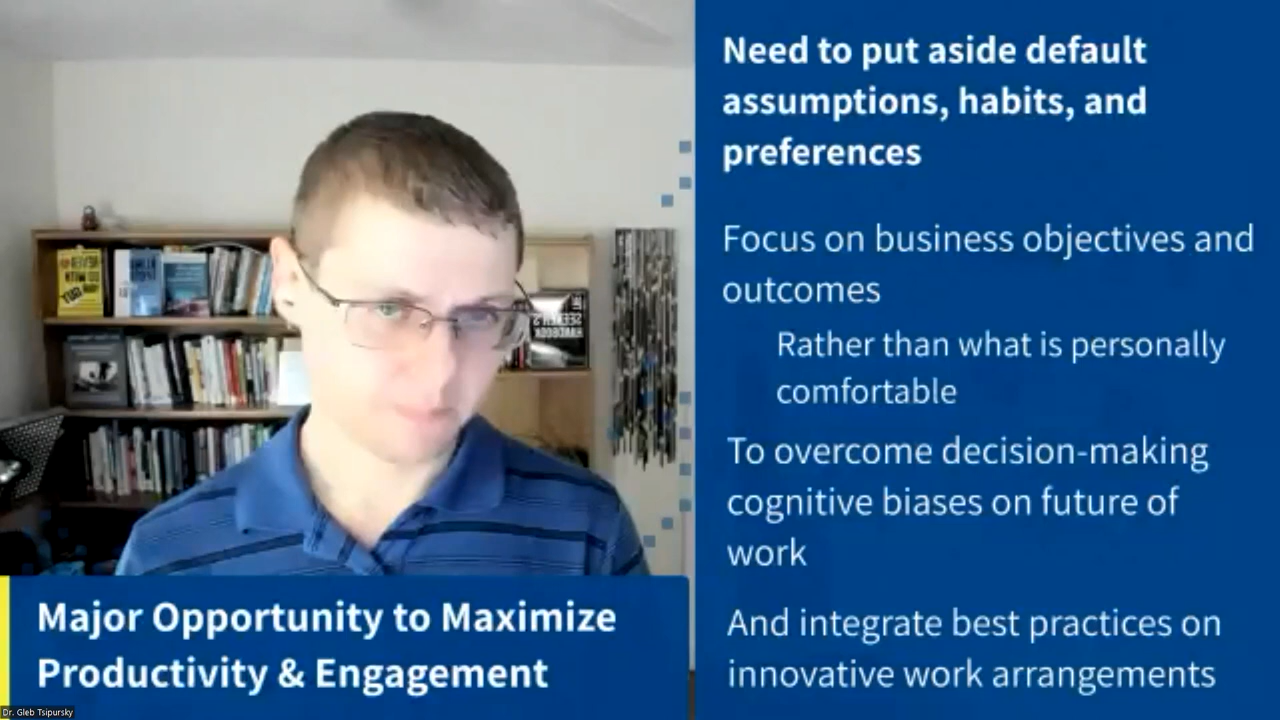 Need to put aside default
assumptions, habits, and
preferences
Focus on business objectives and
outcomes
Rather than what is personally
comfortable
To overcome decision-making
cognitive biases on future of
work
And integrate best practices on
innovative work arrangements
Major Opportunity to Maximize
Productivity & Engagement
Dr. Gleb Tsipursky